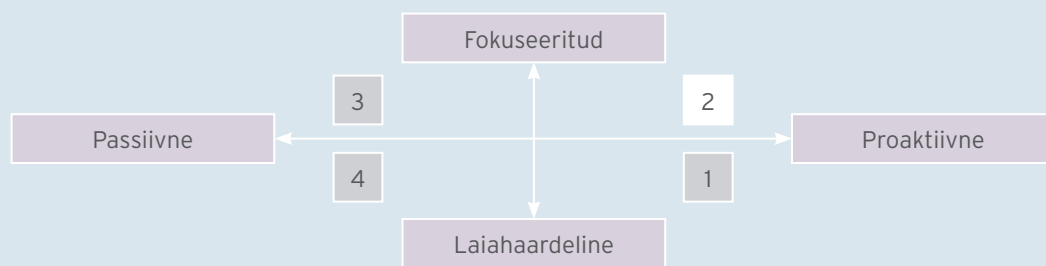 Fokuseeritud
3
2
Passiivne
Proaktiivne
4
1
Laiahaardeline